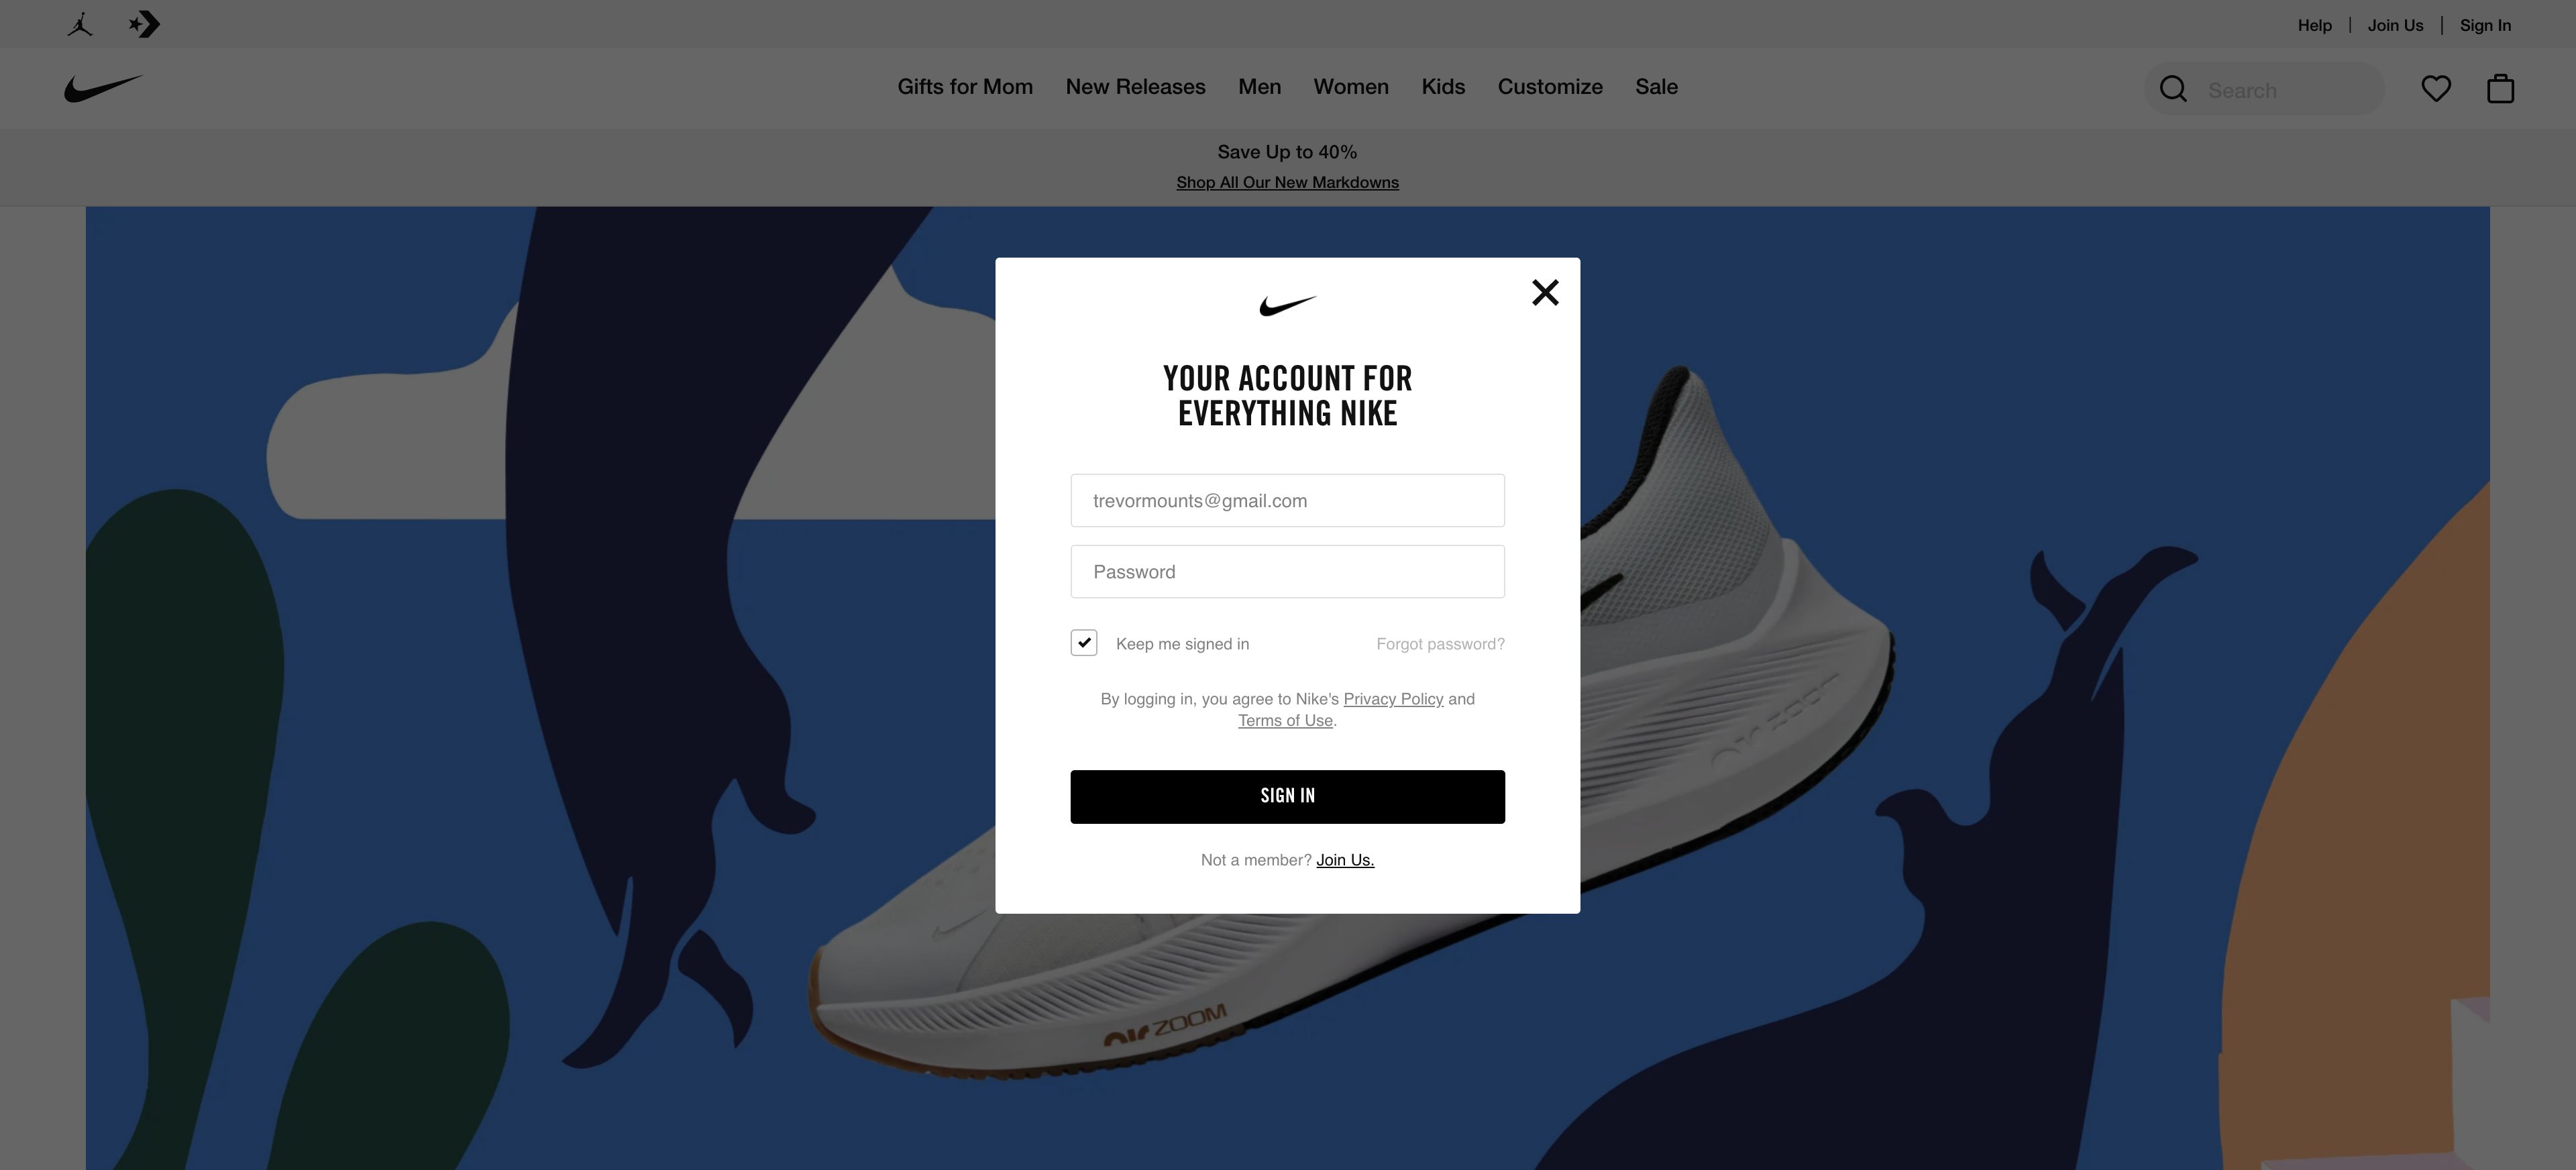 Help | Join Us | Sign In
Gifts for Mom New Releases Men Women Kids Customize Sale Search
Save Up to 40%
Shop All Our New Markdowns
YOUR ACCOUNT FOR
EVERYTHING NIKE
trevormounts@gmail.com
Password
Keep me signed in Forgot password?
By logging in, you agree to Nike's Privacy Policy and
Terms of Use.
SIGN IN
Not a member? Join Us.
air ZOOM